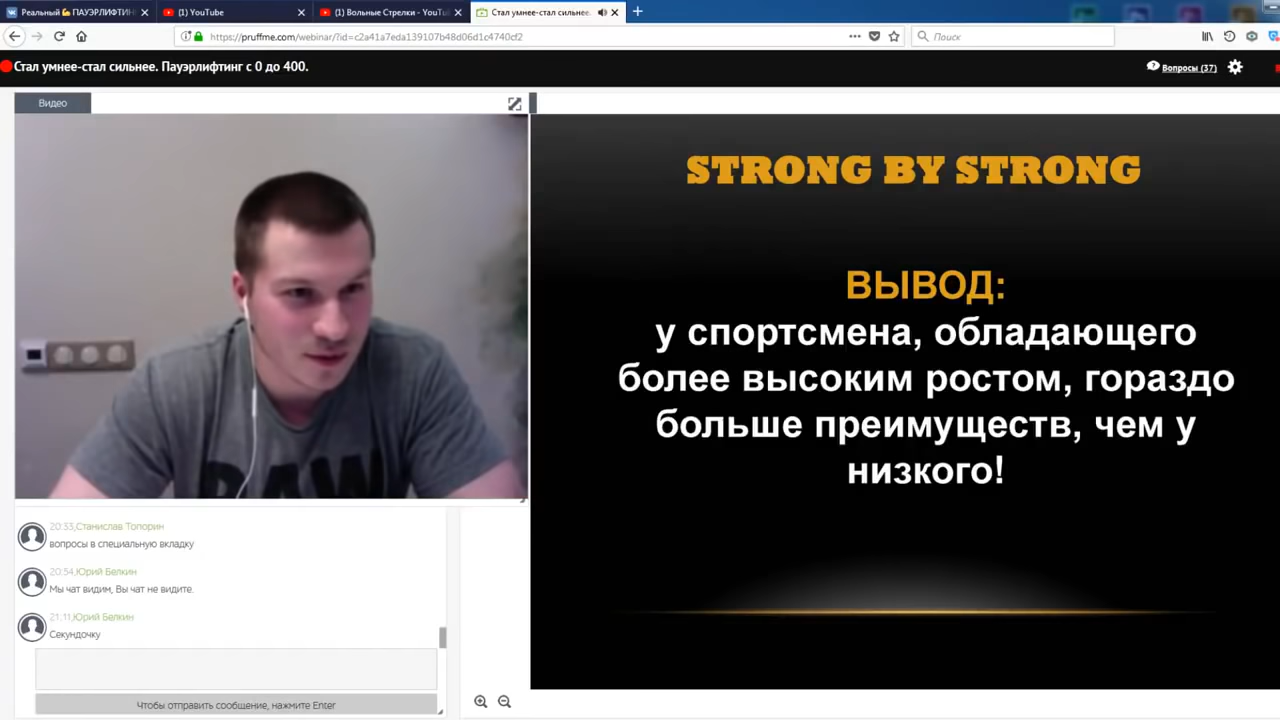 Реальный 💪 ПАУЭРЛИФТИН
(1) YouTube
(1) Вольные Стрелки - YouTu
Стал умнее-стал сильнее.
https://pruffme.com/webinar/?id=c2a41a7eda139107b48d06d1c4740cf2
Поиск
Стал умнее-стал сильнее. Пауэрлифтинг с 0 до 400.
Вопросы (37)
Видео
RAW
STRONG BY STRONG
ВЫВОД:
у спортсмена, обладающего
более высоким ростом, гораздо
больше преимуществ, чем у
низкого!
20:33,Станислав Топорин
вопросы в специальную вкладку
20:54,Юрий Белкин
Мы чат видим, Вы чат не видите.
21:11,Юрий Белкин
Секундочку
Чтобы отправить сообщение, нажмите Enter